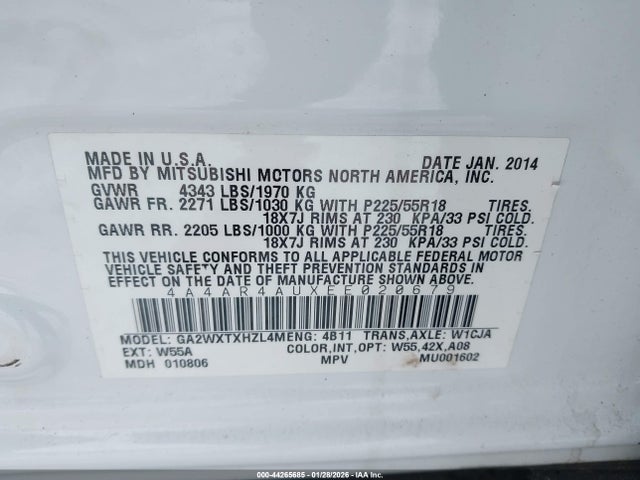 MADE IN U.S.A. DATE JAN. 2014
MFD BY MITSUBISHI MOTORS NORTH AMERICA, INC.
GVWR 4343 LBS/1970 KG
GAWR FR. 2271 LBS/1030 KG WITH P225/55R18 TIRES.
18X7J RIMS AT 230 KPA/33 PSI COLD.
GAWR RR. 2205 LBS/1000 KG WITH P225/55R18 TIRES.
18X7J RIMS AT 230 KPA/33 PSI COLD.
THIS VEHICLE CONFORMS TO ALL APPLICABLE FEDERAL MOTOR
VEHICLE SAFETY AND THEFT PREVENTION STANDARDS IN
EFFECT ON THE DATE OF MANUFACTURE SHOWN ABOVE.
4A4AR4AUXEE020679
MODEL: GA2WXTXHZL4MENG: 4B11 TRANS,AXLE: W1CJA
EXT: W55A COLOR,INT,OPT: W55,42X,A08
MDH 010806 MPV MU001602
000-44265685 | 01/28/2026 | IAA Inc.